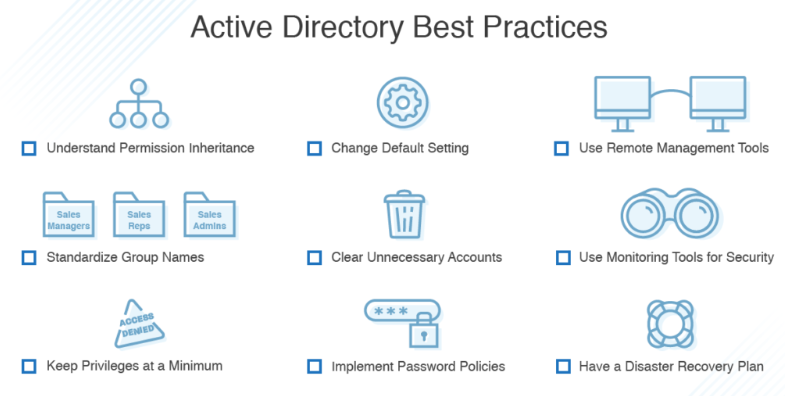 Active Directory Best Practices
Understand Permission Inheritance
Change Default Setting
Use Remote Management Tools
Sales
Managers
Sales
Reps
Sales
Admins
Standardize Group Names
Clear Unnecessary Accounts
Use Monitoring Tools for Security
ACCESS
DENIED
***
Keep Privileges at a Minimum
Implement Password Policies
Have a Disaster Recovery Plan